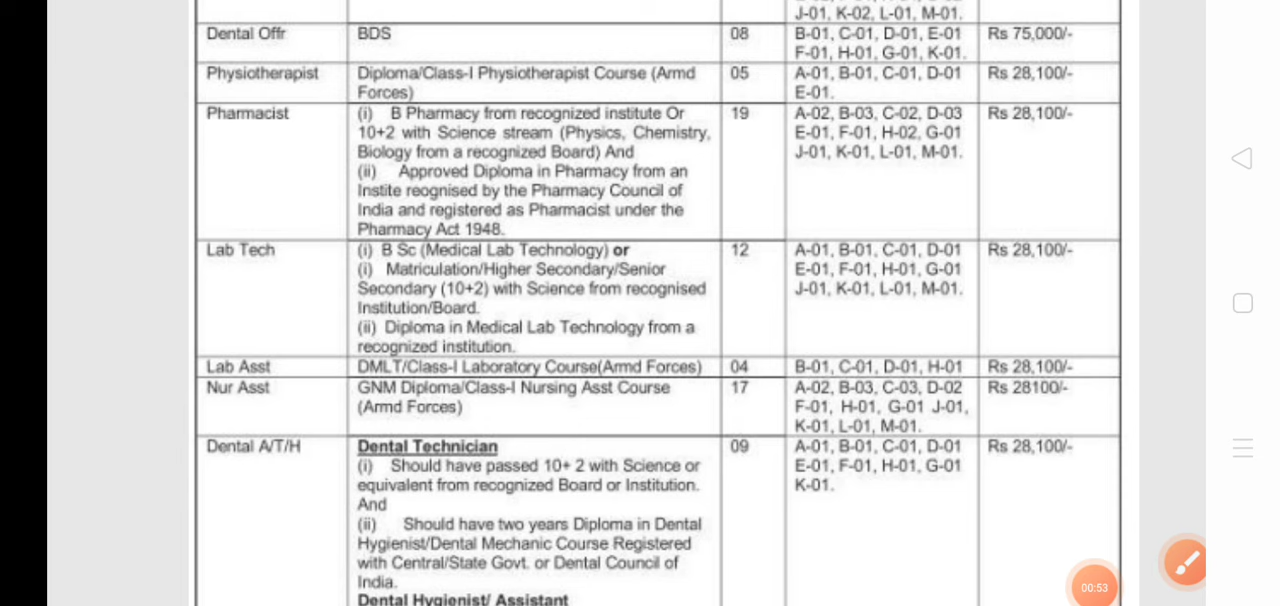 J-01, K-02, L-01, M-01.
Dental Offr BDS 08 B-01, C-01, D-01, E-01 Rs 75,000/-
F-01, H-01, G-01, K-01.
Physiotherapist Diploma/Class-I Physiotherapist Course (Armd 05 A-01, B-01, C-01, D-01 Rs 28,100/-
Forces) E-01.
Pharmacist (i) B Pharmacy from recognized institute Or 19 A-02, B-03, C-02, D-03 Rs 28,100/-
10+2 with Science stream (Physics, Chemistry, E-01, F-01, H-02, G-01
Biology from a recognized Board) And J-01, K-01, L-01, M-01.
(ii) Approved Diploma in Pharmacy from an
Instite reognised by the Pharmacy Council of
India and registered as Pharmacist under the
Pharmacy Act 1948.
Lab Tech (i) B Sc (Medical Lab Technology) or 12 A-01, B-01, C-01, D-01 Rs 28,100/-
(i) Matriculation/Higher Secondary/Senior E-01, F-01, H-01, G-01
Secondary (10+2) with Science from recognised J-01, K-01, L-01, M-01.
Institution/Board.
(ii) Diploma in Medical Lab Technology from a
recognized institution.
Lab Asst DMLT/Class-I Laboratory Course(Armd Forces) 04 B-01, C-01, D-01, H-01 Rs 28,100/-
Nur Asst GNM Diploma/Class-I Nursing Asst Course 17 A-02, B-03, C-03, D-02 Rs 28100/-
(Armd Forces) F-01, H-01, G-01 J-01,
K-01, L-01, M-01.
Dental A/T/H Dental Technician 09 A-01, B-01, C-01, D-01 Rs 28,100/-
(i) Should have passed 10+ 2 with Science or E-01, F-01, H-01, G-01
equivalent from recognized Board or Institution. K-01.
And
(ii) Should have two years Diploma in Dental
Hygienist/Dental Mechanic Course Registered
with Central/State Govt. or Dental Council of
India.
Dental Hygienist/ Assistant
00:53